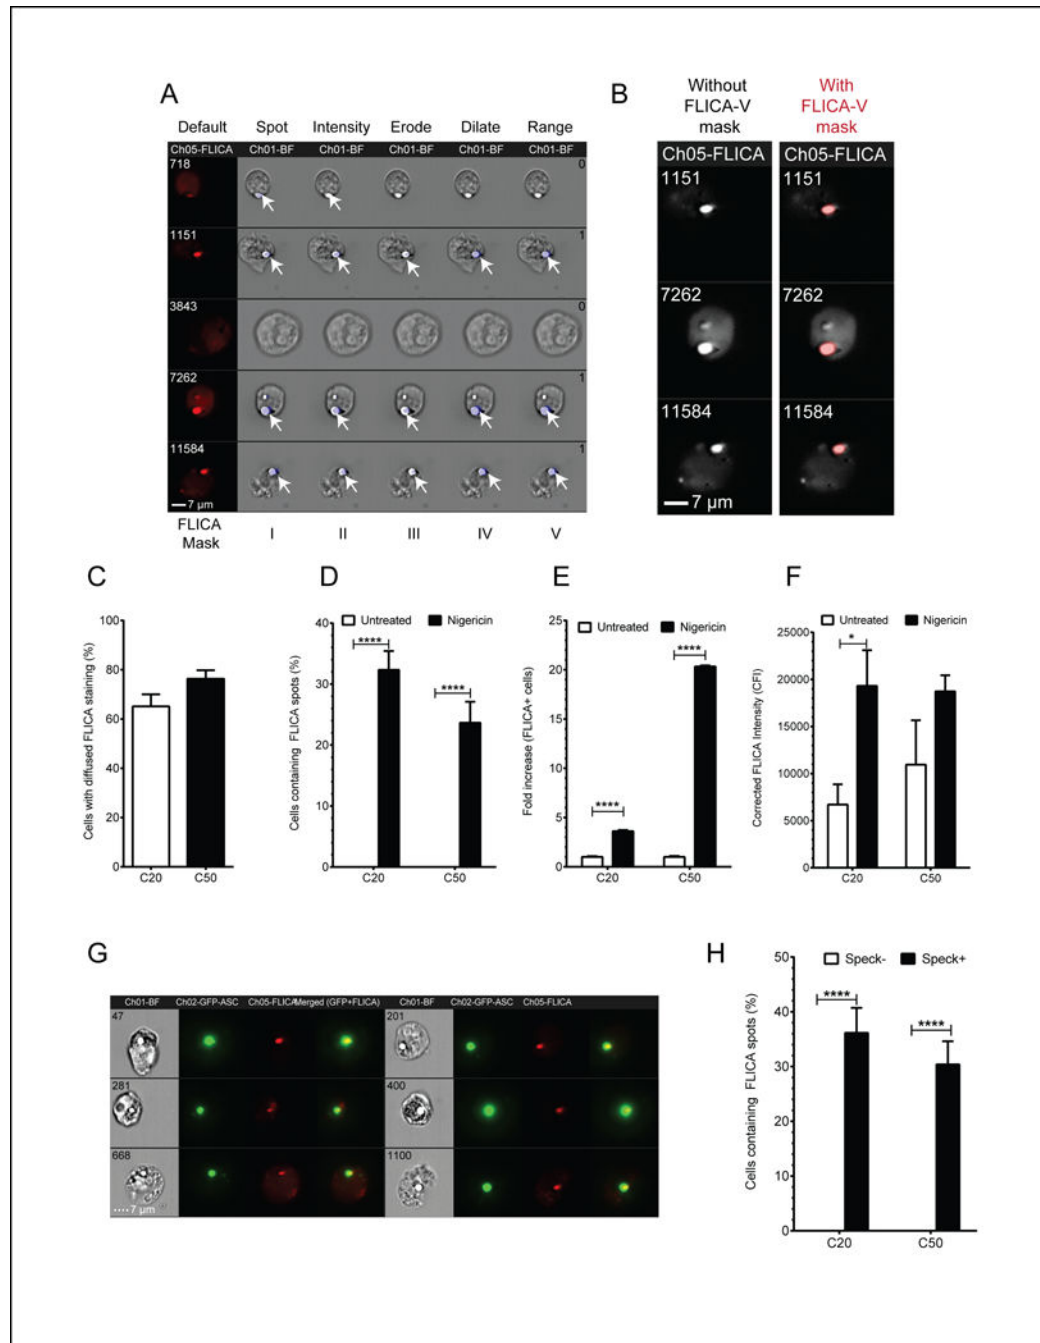 A
Default Spot Intensity Erode Dilate Range
Ch05-FLICA Ch01-BF Ch01-BF Ch01-BF Ch01-BF Ch01-BF
718 0
1151 1
3843 0
7262 1
11584 1
7 µm
FLICA
Mask I II III IV V
B
Without
FLICA-V
mask
With
FLICA-V
mask
Ch05-FLICA Ch05-FLICA
1151 1151
7262 7262
11584 11584
7 µm
C
Cells with diffused FLICA staining (%)
100
80
60
40
20
0
C20 C50
D
Untreated Nigericin
Cells containing FLICA spots (%)
40
30
20
10
0
****
****
C20 C50
E
Untreated Nigericin
Fold increase (FLICA+ cells)
25
20
15
10
5
0
****
****
C20 C50
F
Untreated Nigericin
Corrected FLICA Intensity (CFI)
25000
20000
15000
10000
5000
0
*
C20 C50
G
Ch01-BF Ch02-GFP-ASC Ch05-FLICA Merged (GFP+FLICA) Ch01-BF Ch02-GFP-ASC Ch05-FLICA
47 201
281 400
668 1100
7 µm
H
Speck- Speck+
Cells containing FLICA spots (%)
50
40
30
20
10
0
****
****
C20 C50